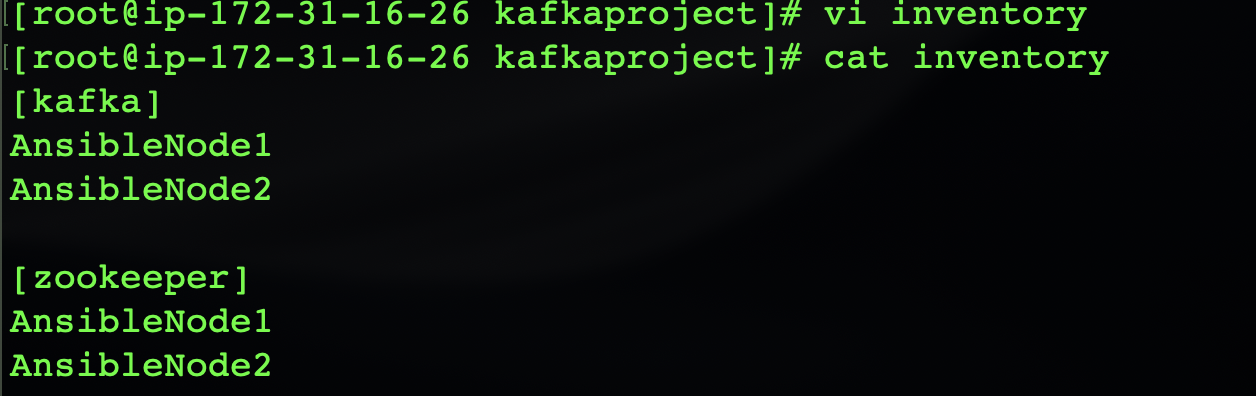 [root@ip-172-31-16-26 kafkaproject]# vi inventory
[root@ip-172-31-16-26 kafkaproject]# cat inventory
[kafka]
AnsibleNode1
AnsibleNode2
[zookeeper]
AnsibleNode1
AnsibleNode2